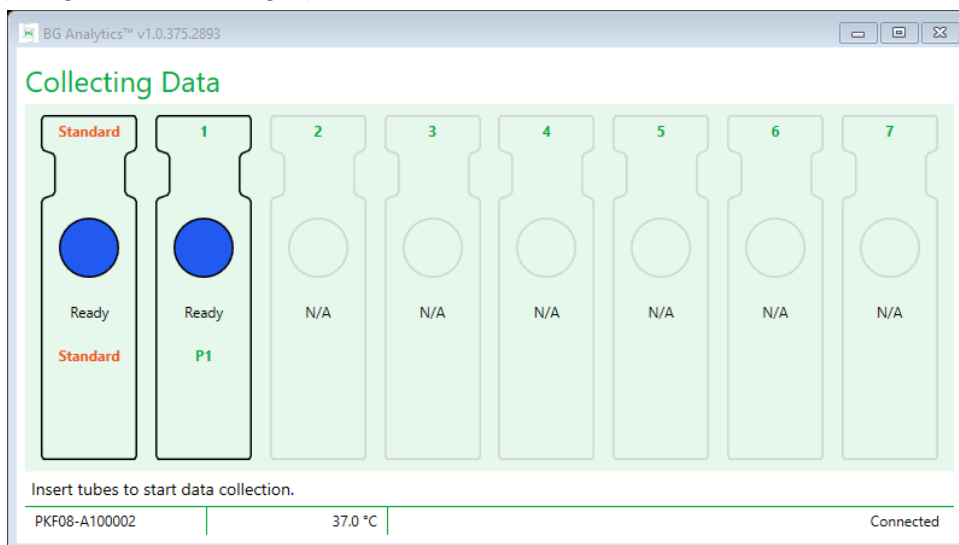 BG Analytics™ v1.0.375.2893
Collecting Data
Standard 1 2 3 4 5 6 7
Ready Ready N/A N/A N/A N/A N/A N/A
Standard P1
Insert tubes to start data collection.
PKF08-A100002 37.0 °C Connected